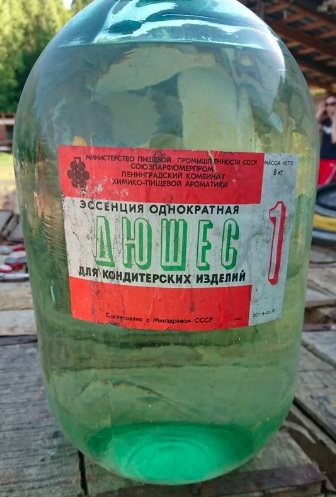 МИНИСТЕРСТВО ПИЩЕВОЙ ПРОМЫШЛЕННОСТИ СССР
СОЮЗПАРФЮМЕРПРОМ
ЛЕНИНГРАДСКИЙ КОМБИНАТ
ХИМИКО-ПИЩЕВОЙ АРОМАТИКИ
МАССА НЕТТО
8 кг
ЭССЕНЦИЯ ОДНОКРАТНАЯ
ДЮШЕС
ДЛЯ КОНДИТЕРСКИХ ИЗДЕЛИЙ
1
Согласовано с Минздравом СССР